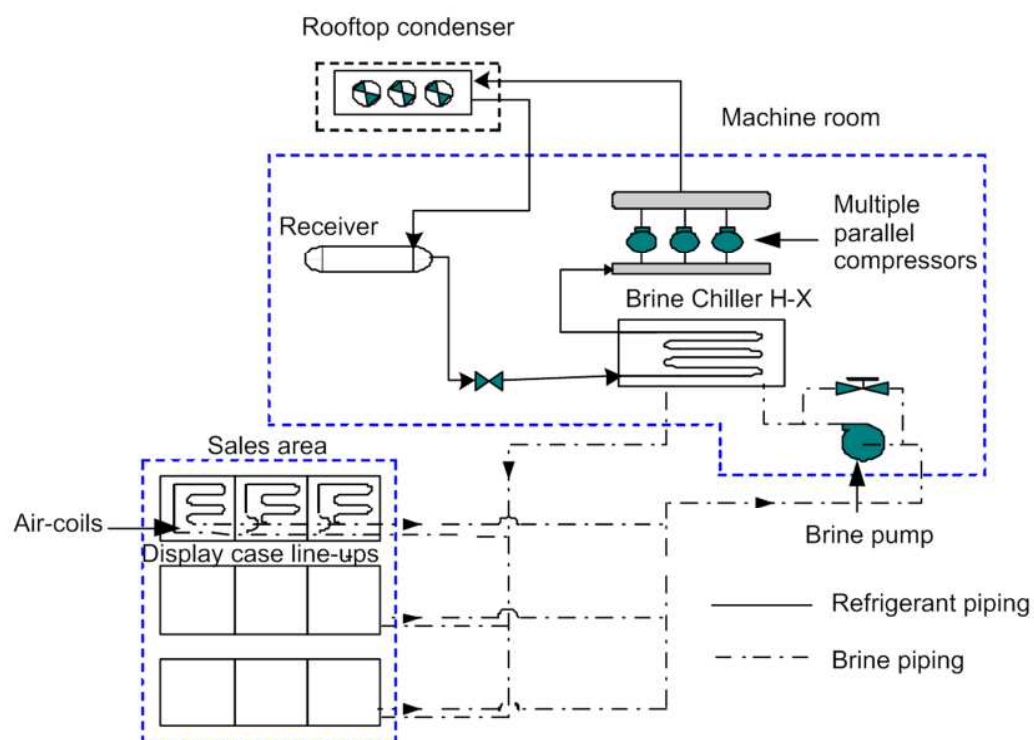 Rooftop condenser
Machine room
Receiver
Multiple
parallel
compressors
Brine Chiller H-X
Sales area
Air-coils
Display case line-ups
Brine pump
Refrigerant piping
Brine piping